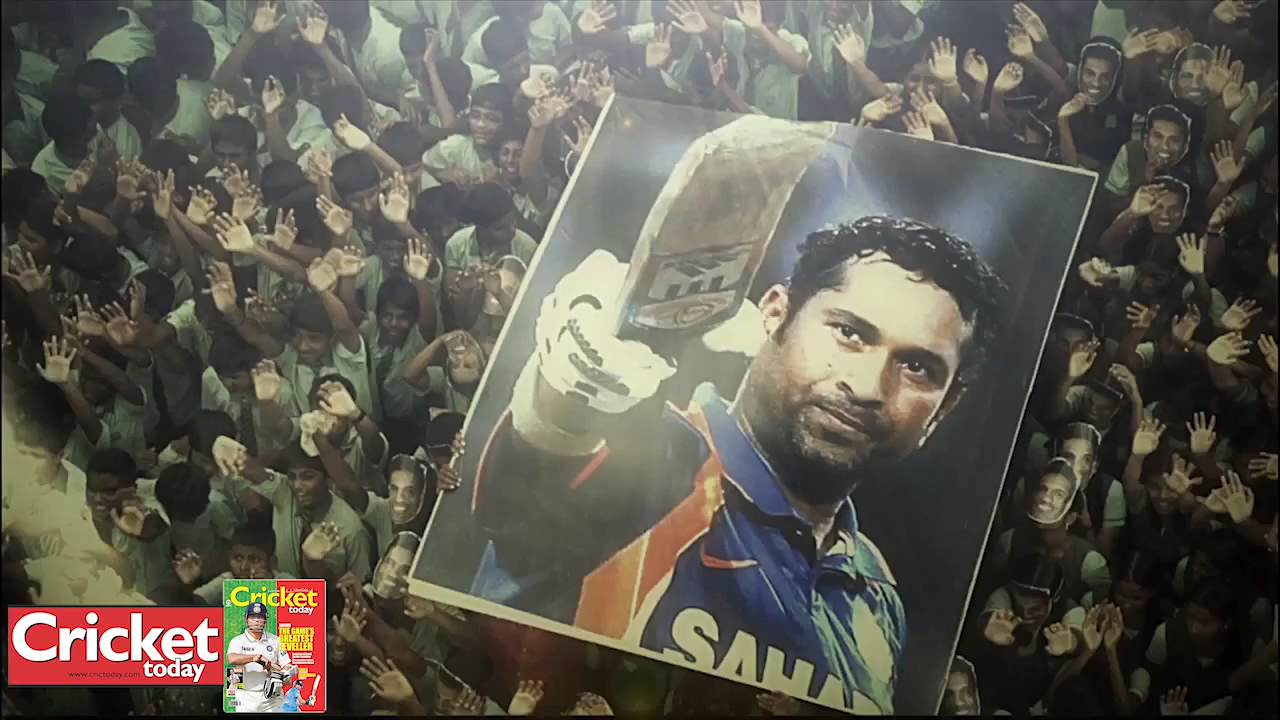 SAHA
Cricket
today
www.crictoday.com
Cricket
today
THE GAME'S
GREATEST
LEVELLER